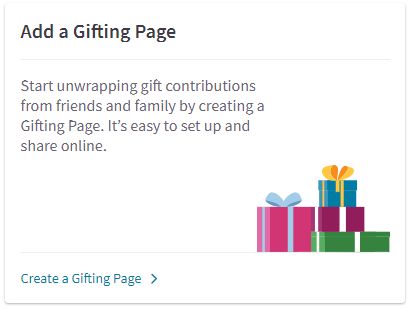 Add a Gifting Page
Start unwrapping gift contributions
from friends and family by creating a
Gifting Page. It’s easy to set up and
share online.
Create a Gifting Page